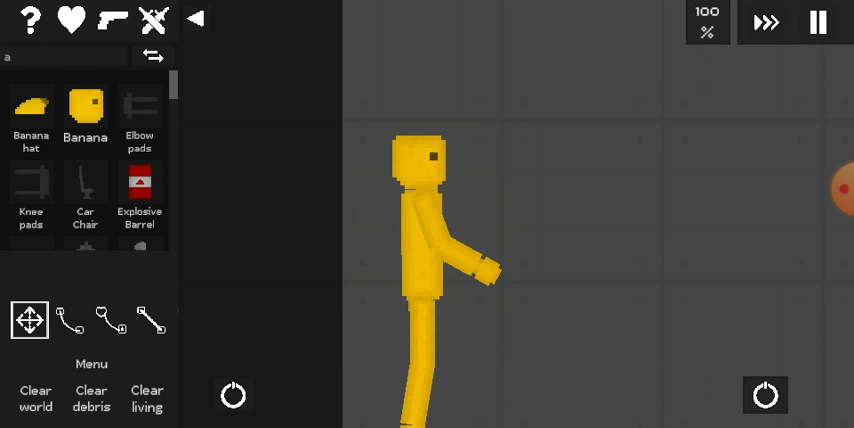 100
%
a
Banana
hat
Banana
Elbow
pads
Knee
pads
Car
Chair
Explosive
Barrel
Menu
Clear
world
Clear
debris
Clear
living